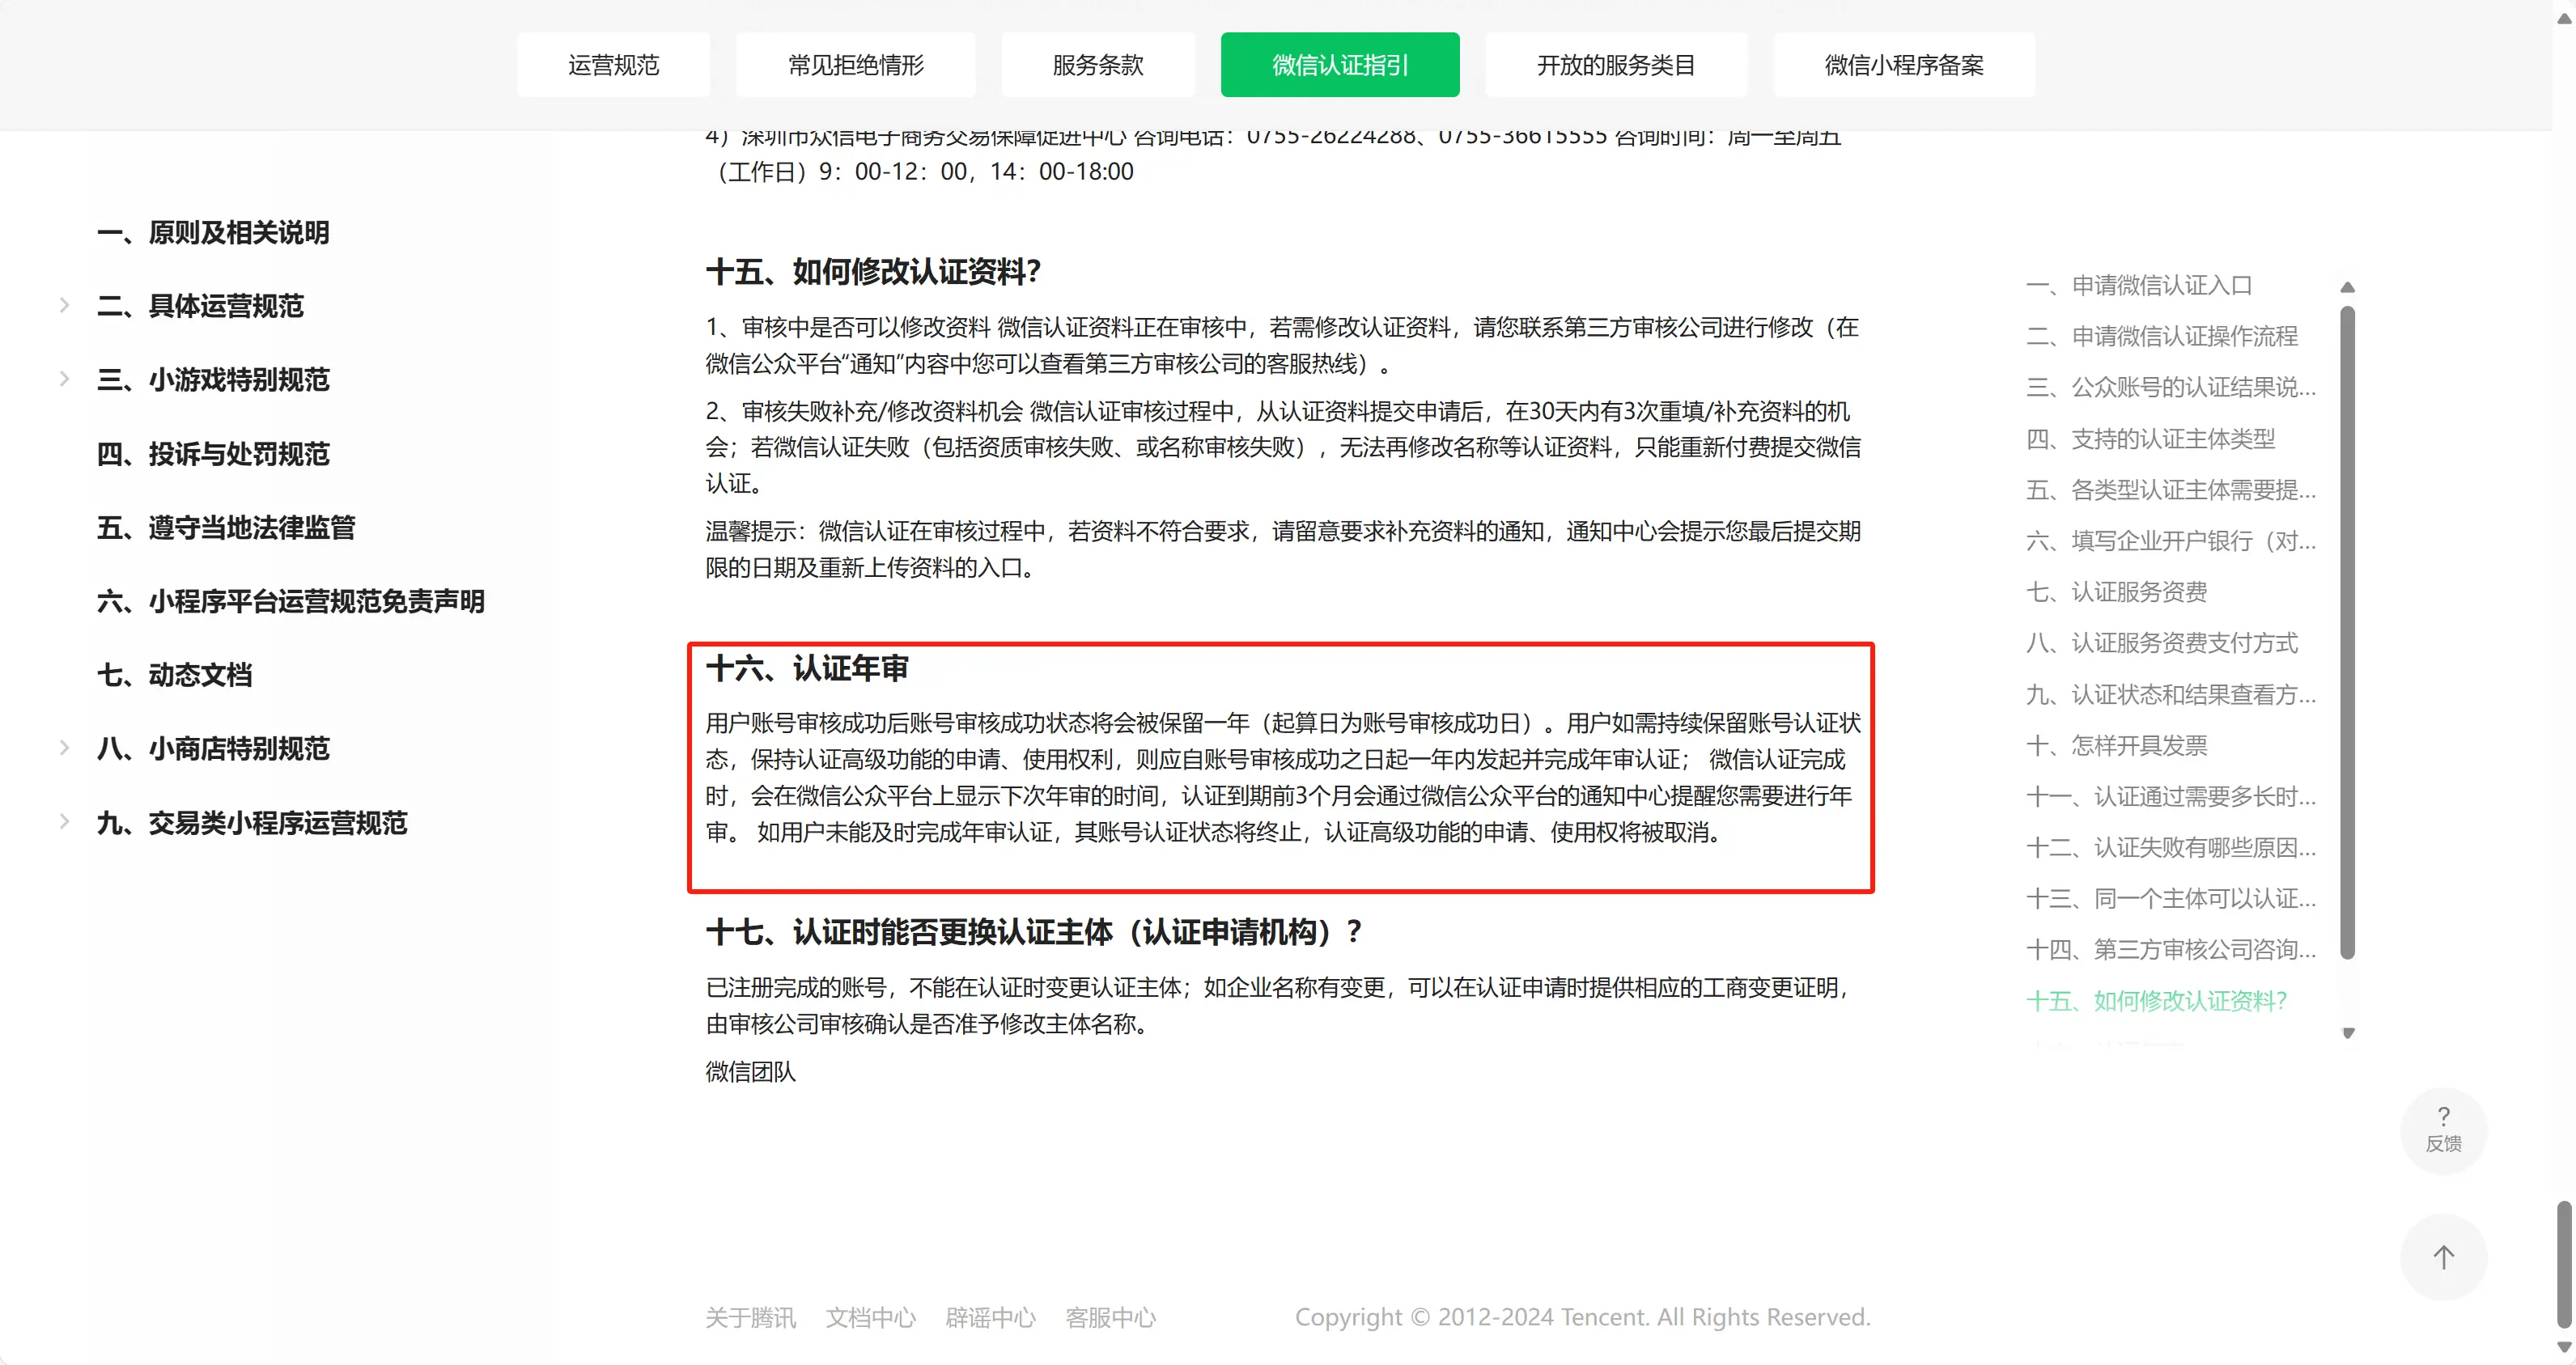 运营规范
常见拒绝情形
服务条款
微信认证指引
开放的服务类目
微信小程序备案
一、原则及相关说明
二、具体运营规范
三、小游戏特别规范
四、投诉与处罚规范
五、遵守当地法律监管
六、小程序平台运营规范免责声明
七、动态文档
八、小商店特别规范
九、交易类小程序运营规范
4）深圳市众信电子商务交易保障促进中心 咨询电话：0755-26224288、0755-36615555 咨询时间：周一至周五
（工作日）9：00-12：00，14：00-18:00
十五、如何修改认证资料？
1、审核中是否可以修改资料 微信认证资料正在审核中，若需修改认证资料，请您联系第三方审核公司进行修改（在
微信公众平台“通知”内容中您可以查看第三方审核公司的客服热线）。
2、审核失败补充/修改资料机会 微信认证审核过程中，从认证资料提交申请后，在30天内有3次重填/补充资料的机
会；若微信认证失败（包括资质审核失败、或名称审核失败），无法再修改名称等认证资料，只能重新付费提交微信
认证。
温馨提示：微信认证在审核过程中，若资料不符合要求，请留意要求补充资料的通知，通知中心会提示您最后提交期
限的日期及重新上传资料的入口。
十六、认证年审
用户账号审核成功后账号审核成功状态将会被保留一年（起算日为账号审核成功日）。用户如需持续保留账号认证状
态，保持认证高级功能的申请、使用权利，则应自账号审核成功之日起一年内发起并完成年审认证； 微信认证完成
时，会在微信公众平台上显示下次年审的时间，认证到期前3个月会通过微信公众平台的通知中心提醒您需要进行年
审。 如用户未能及时完成年审认证，其账号认证状态将终止，认证高级功能的申请、使用权将被取消。
十七、认证时能否更换认证主体（认证申请机构）？
已注册完成的账号，不能在认证时变更认证主体；如企业名称有变更，可以在认证申请时提供相应的工商变更证明，
由审核公司审核确认是否准予修改主体名称。
微信团队
一、申请微信认证入口
二、申请微信认证操作流程
三、公众账号的认证结果说...
四、支持的认证主体类型
五、各类型认证主体需要提...
六、填写企业开户银行（对...
七、认证服务资费
八、认证服务资费支付方式
九、认证状态和结果查看方...
十、怎样开具发票
十一、认证通过需要多长时...
十二、认证失败有哪些原因...
十三、同一个主体可以认证...
十四、第三方审核公司咨询...
十五、如何修改认证资料？
?
反馈
关于腾讯
文档中心
辟谣中心
客服中心
Copyright © 2012-2024 Tencent. All Rights Reserved.